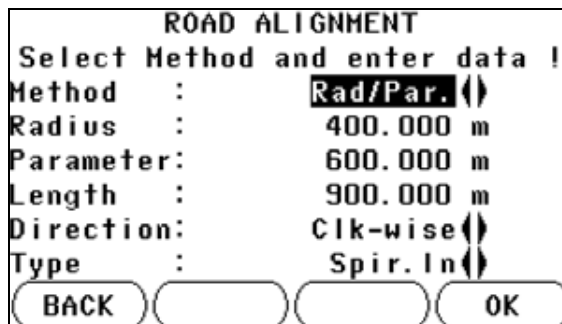 ROAD ALIGNMENT
Select Method and enter data !
Method : Rad/Par.
Radius : 400.000 m
Parameter: 600.000 m
Length : 900.000 m
Direction: Clk-wise
Type : Spir.In
BACK OK